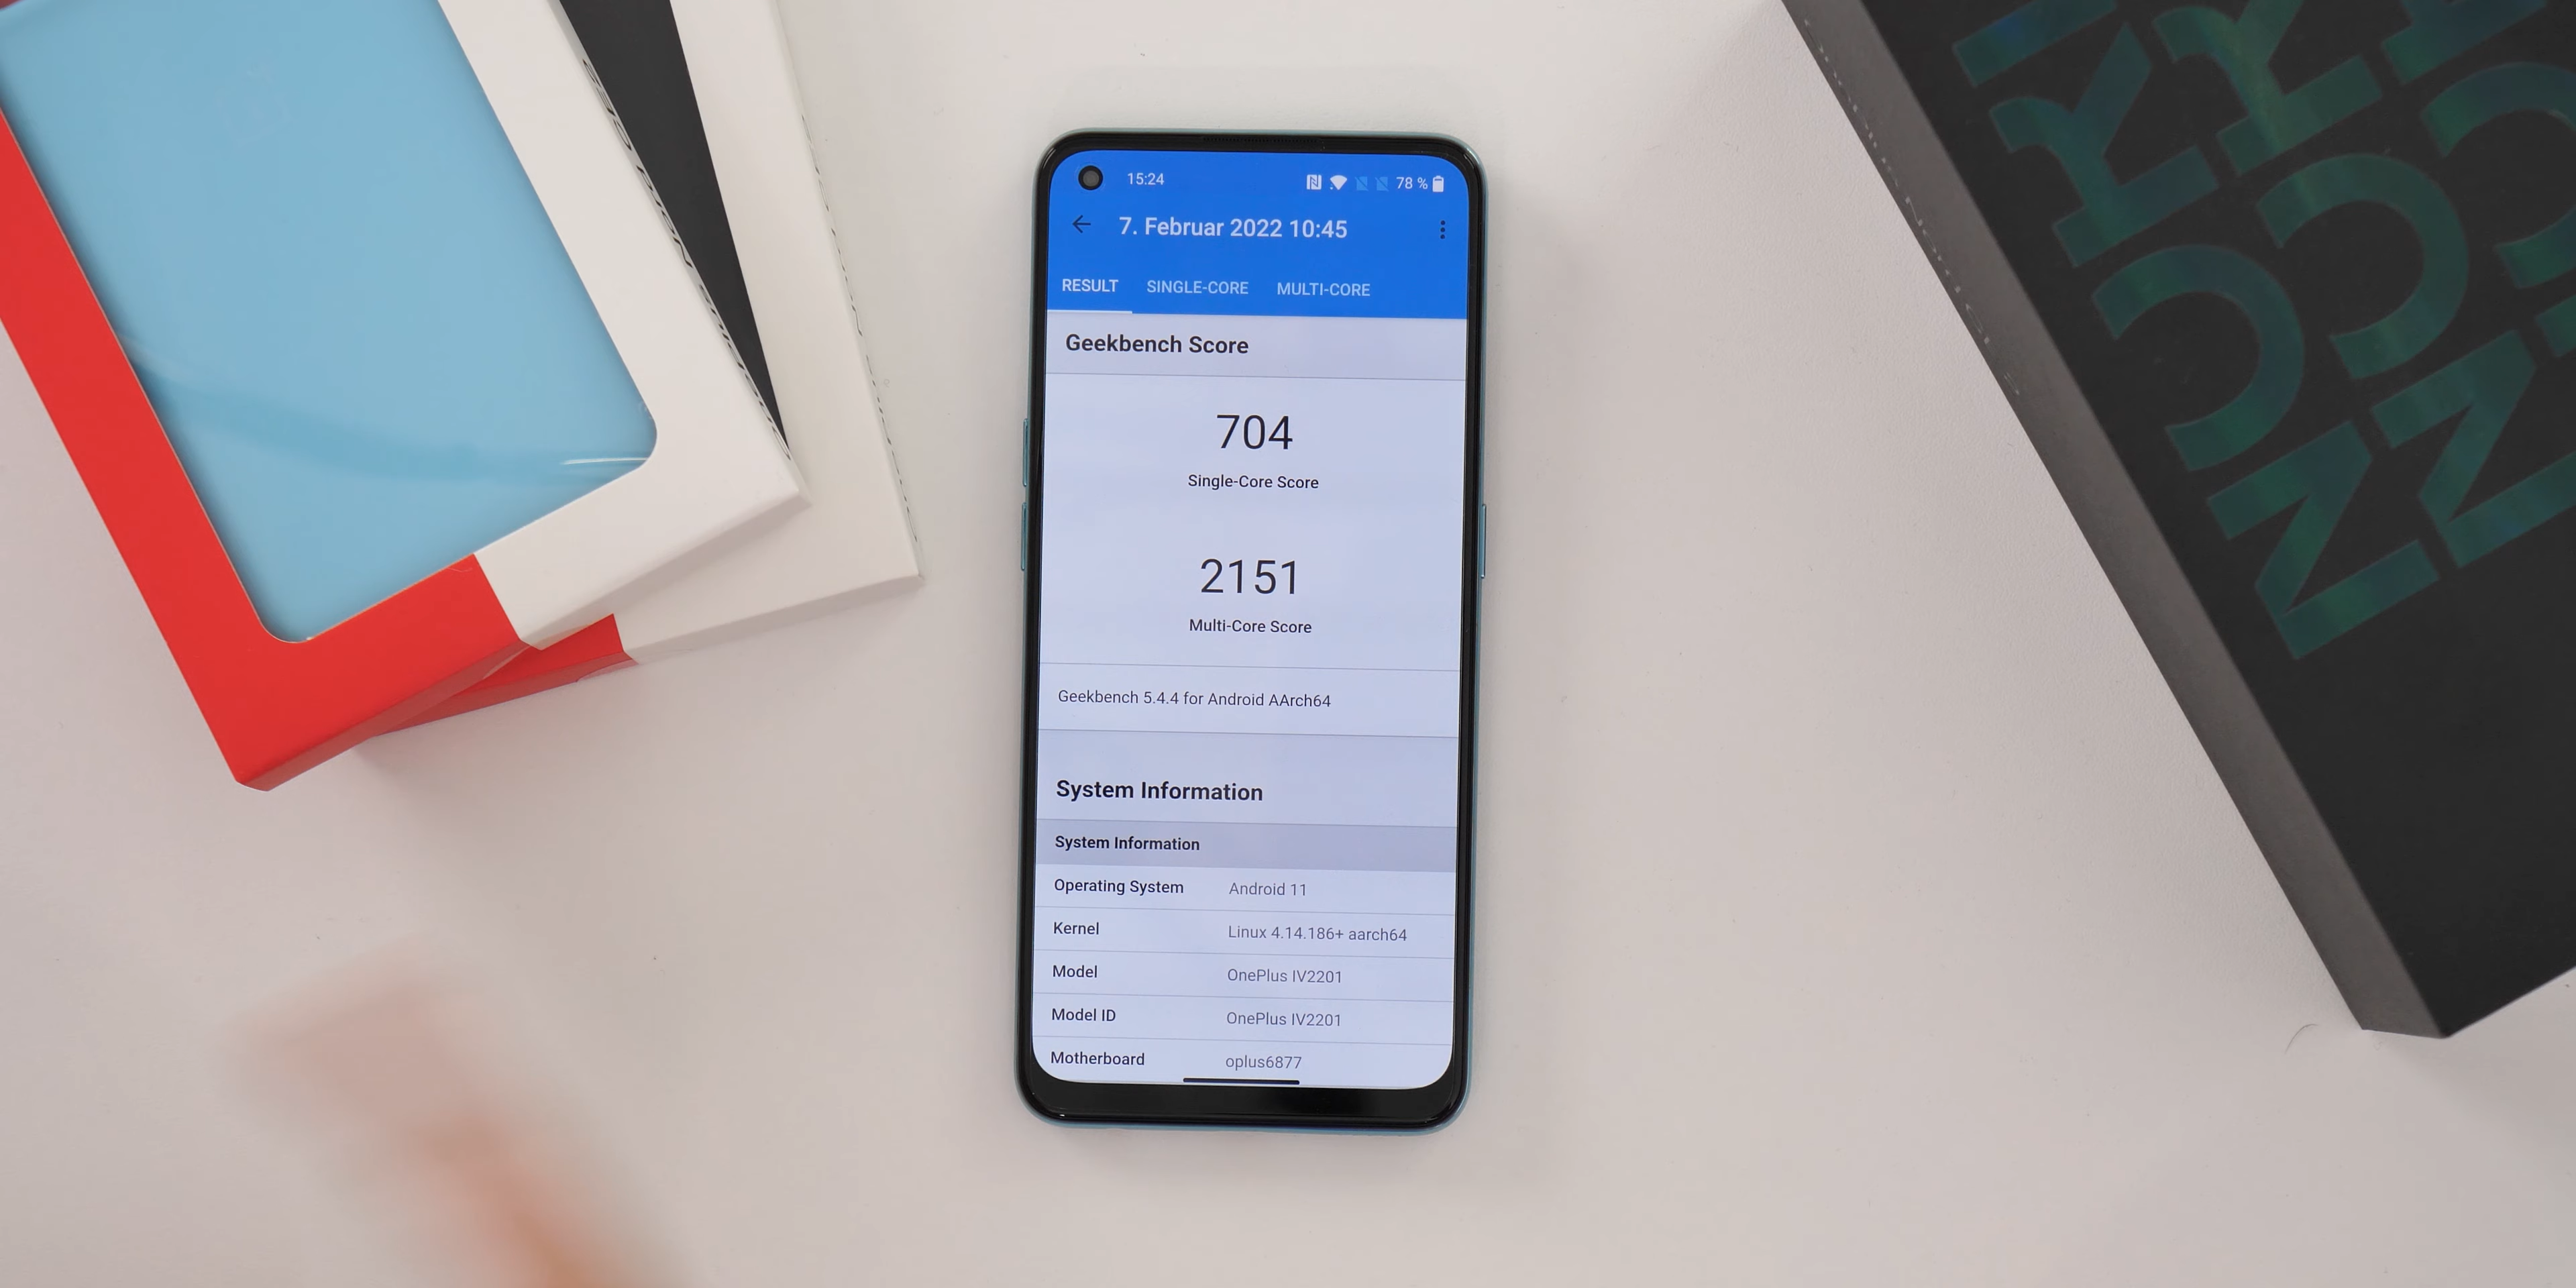 15:24 78 %
7. Februar 2022 10:45
RESULT SINGLE-CORE MULTI-CORE
Geekbench Score
704
Single-Core Score
2151
Multi-Core Score
Geekbench 5.4.4 for Android AArch64
System Information
System Information
Operating System Android 11
Kernel Linux 4.14.186+ aarch64
Model OnePlus IV2201
Model ID OnePlus IV2201
Motherboard oplus6877